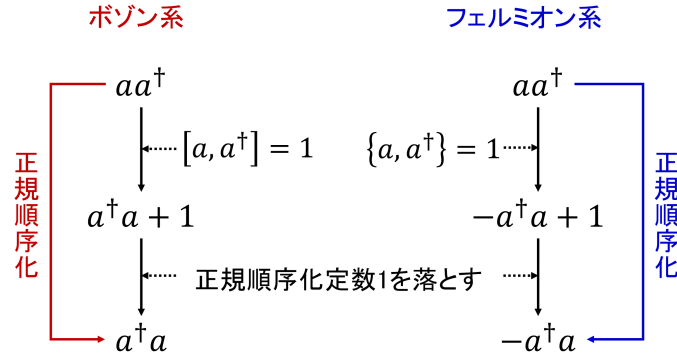 ボゾン系
フェルミオン系
aa†
aa†
[a, a†] = 1
{a, a†} = 1
正規順序化
正規順序化
a†a + 1
−a†a + 1
正規順序化定数1を落とす
a†a
−a†a